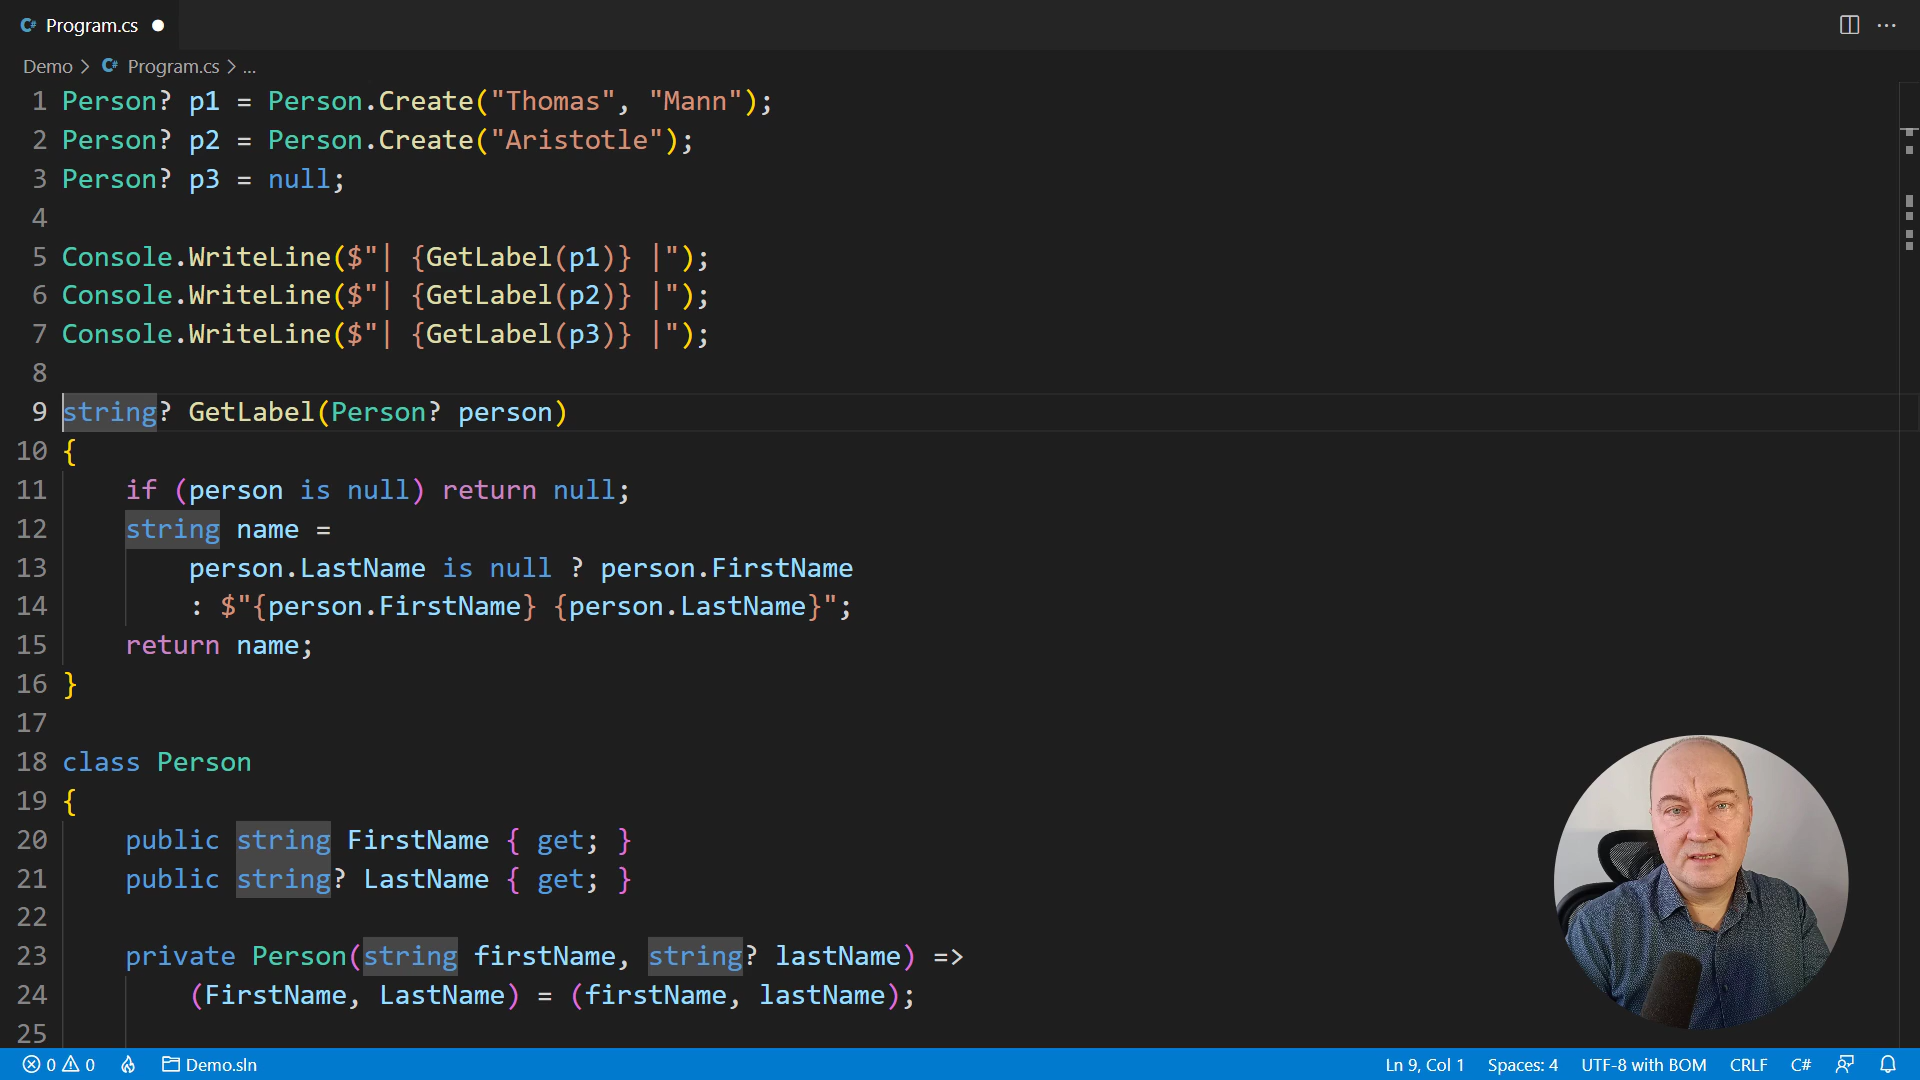 C# Program.cs ●
Demo > C# Program.cs > ...
1 Person? p1 = Person.Create("Thomas", "Mann");
2 Person? p2 = Person.Create("Aristotle");
3 Person? p3 = null;
4
5 Console.WriteLine($"| {GetLabel(p1)} |");
6 Console.WriteLine($"| {GetLabel(p2)} |");
7 Console.WriteLine($"| {GetLabel(p3)} |");
8
9 string? GetLabel(Person? person)
10 {
11     if (person is null) return null;
12     string name =
13         person.LastName is null ? person.FirstName
14         : $"{person.FirstName} {person.LastName}";
15     return name;
16 }
17
18 class Person
19 {
20     public string FirstName { get; }
21     public string? LastName { get; }
22
23     private Person(string firstName, string? lastName) =>
24         (FirstName, LastName) = (firstName, lastName);
25
0 0 Demo.sln Ln 9, Col 1 Spaces: 4 UTF-8 with BOM CRLF C#